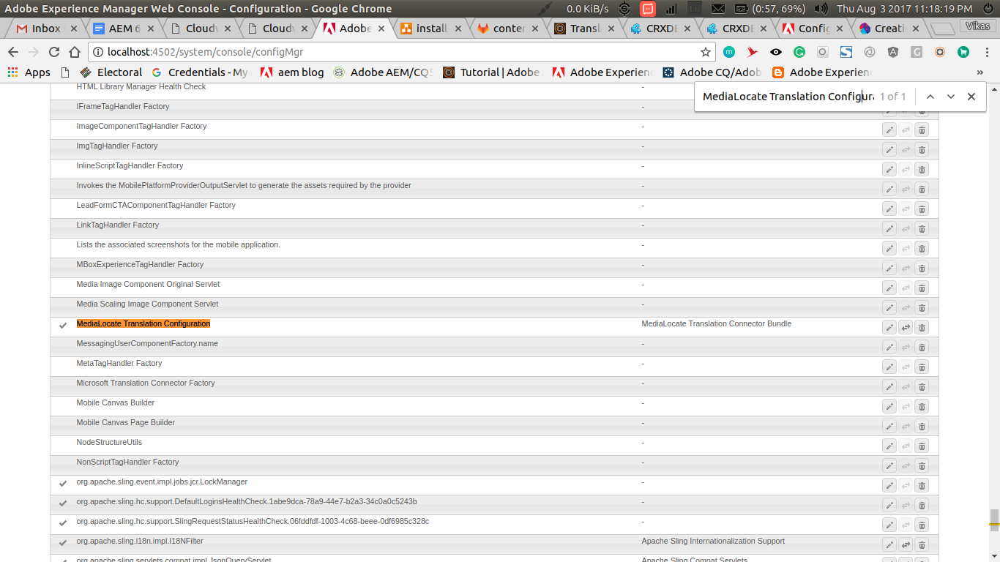 Adobe Experience Manager Web Console - Configuration - Google Chrome 0.0 KiB/s (0:57, 69%) Thu Aug 3 2017 11:18:19 PM
Inbox AEM 6 Cloud Cloud Adobe install conter Transl CRXDE CRXDE Config Creati Vikas
localhost:4502/system/console/configMgr
Apps Electoral Credentials - My aem blog Adobe AEM/CQ5 Tutorial | Adobe Adobe Experien Adobe CQ/Adob Adobe Experien »
MediaLocate Translation Configura 1 of 1
HTML Library Manager Health Check -
IFrameTagHandler Factory
ImageComponentTagHandler Factory -
ImgTagHandler Factory -
InlineScriptTagHandler Factory -
Invokes the MobilePlatformProviderOutputServlet to generate the assets required by the provider -
LeadFormCTAComponentTagHandler Factory -
LinkTagHandler Factory -
Lists the associated screenshots for the mobile application. -
MBoxExperienceTagHandler Factory -
Media Image Component Original Servlet -
Media Scaling Image Component Servlet -
MediaLocate Translation Configuration MediaLocate Translation Connector Bundle
MessagingUserComponentFactory.name -
MetaTagHandler Factory -
Microsoft Translation Connector Factory -
Mobile Canvas Builder -
Mobile Canvas Page Builder -
NodeStructureUtils -
NonScriptTagHandler Factory -
org.apache.sling.event.impl.jobs.jcr.LockManager -
org.apache.sling.hc.support.DefaultLoginsHealthCheck.1abe9dca-78a9-44e7-b2a3-34c0a0c5243b -
org.apache.sling.hc.support.SlingRequestStatusHealthCheck.06fddfdf-1003-4c68-beee-0df6985c328c -
org.apache.sling.i18n.impl.I18NFilter Apache Sling Internationalization Support
org.apache.sling.servlets.compat.impl.JsonQueryServlet Apache Sling Compat Servlets